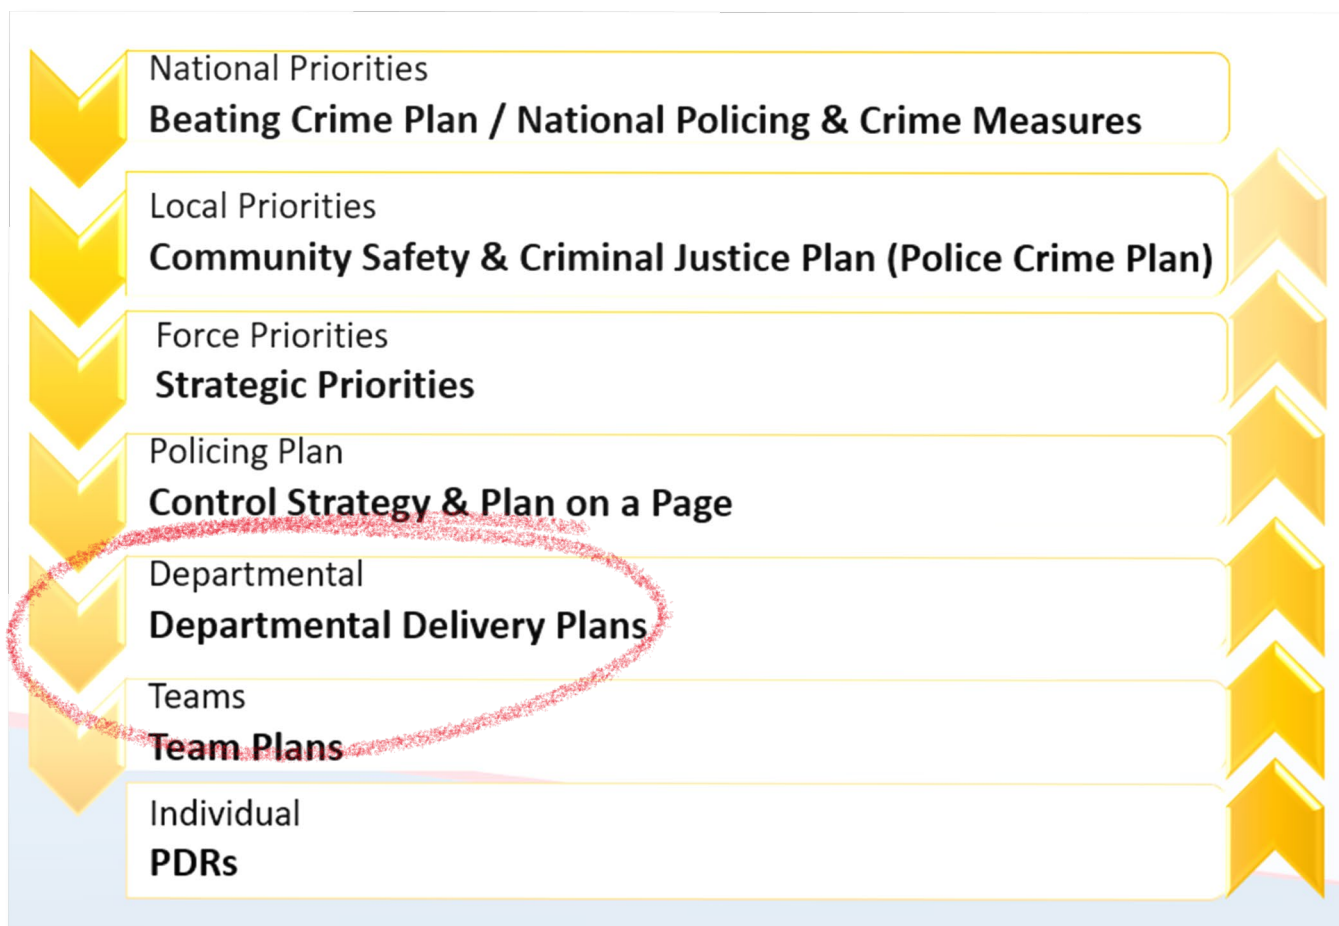 National Priorities
Beating Crime Plan / National Policing & Crime Measures
Local Priorities
Community Safety & Criminal Justice Plan (Police Crime Plan)
Force Priorities
Strategic Priorities
Policing Plan
Control Strategy & Plan on a Page
Departmental
Departmental Delivery Plans
Teams
Team Plans
Individual
PDRs